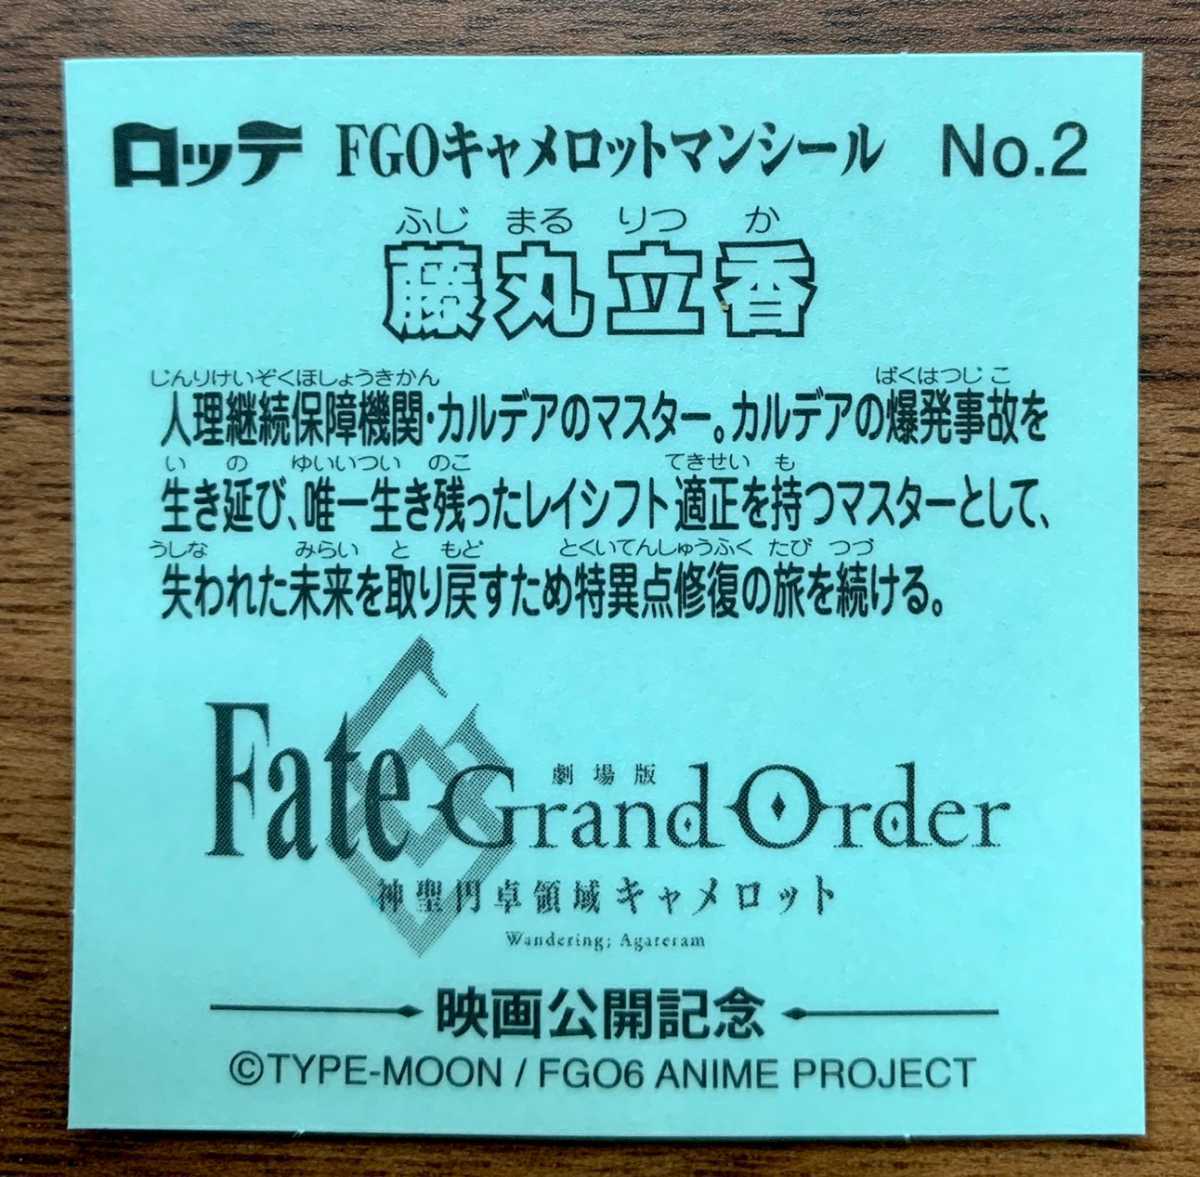 ロッテ FGOキャメロットマンシール No.2
ふじ まる りつ か
藤丸立香
じんりけいぞくほしょうきかん ばくはつじこ
人理継続保障機関・カルデアのマスター。カルデアの爆発事故を
い の ゆいいつい のこ てきせい も
生き延び、唯一生き残ったレイシフト適正を持つマスターとして、
うしな みらい と もど とくいてんしゅうふく たび つづ
失われた未来を取り戻すため特異点修復の旅を続ける。
劇場版
Fate Grand Order
神聖円卓領域キャメロット
Wandering; Agateram
映画公開記念
©TYPE-MOON / FGO6 ANIME PROJECT